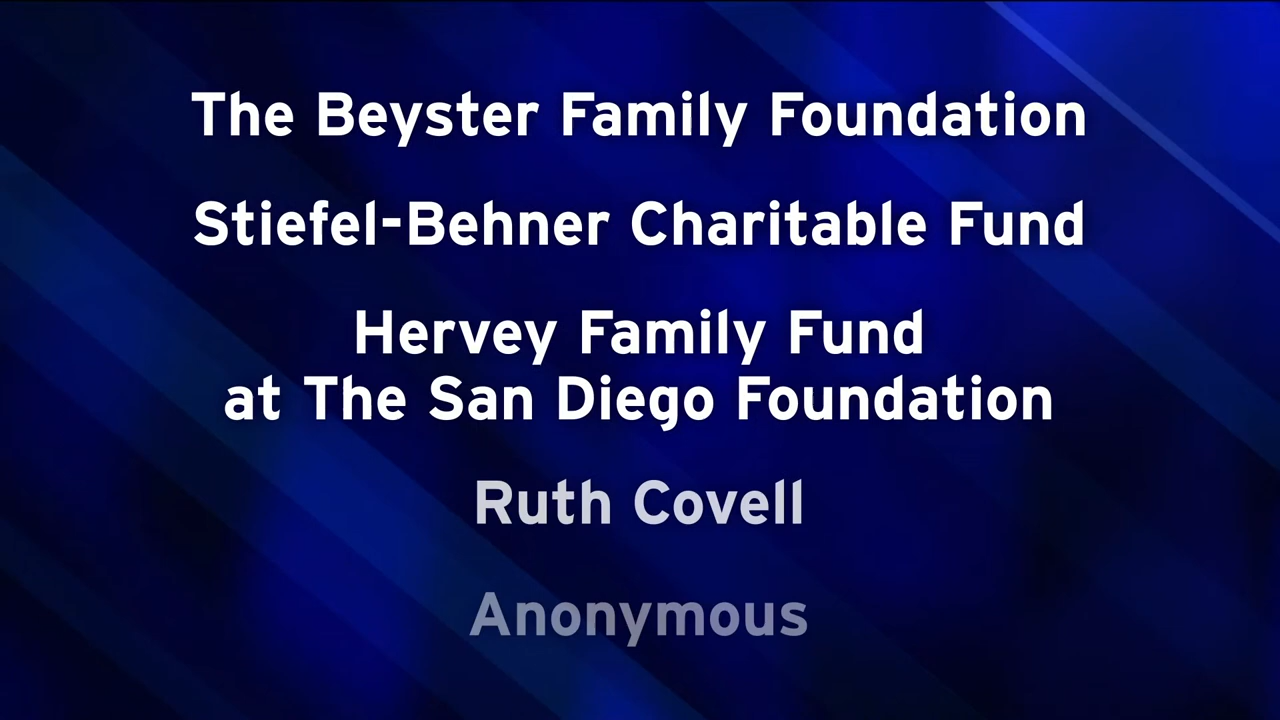 The Beyster Family Foundation
Stiefel-Behner Charitable Fund
Hervey Family Fund
at The San Diego Foundation
Ruth Covell
Anonymous